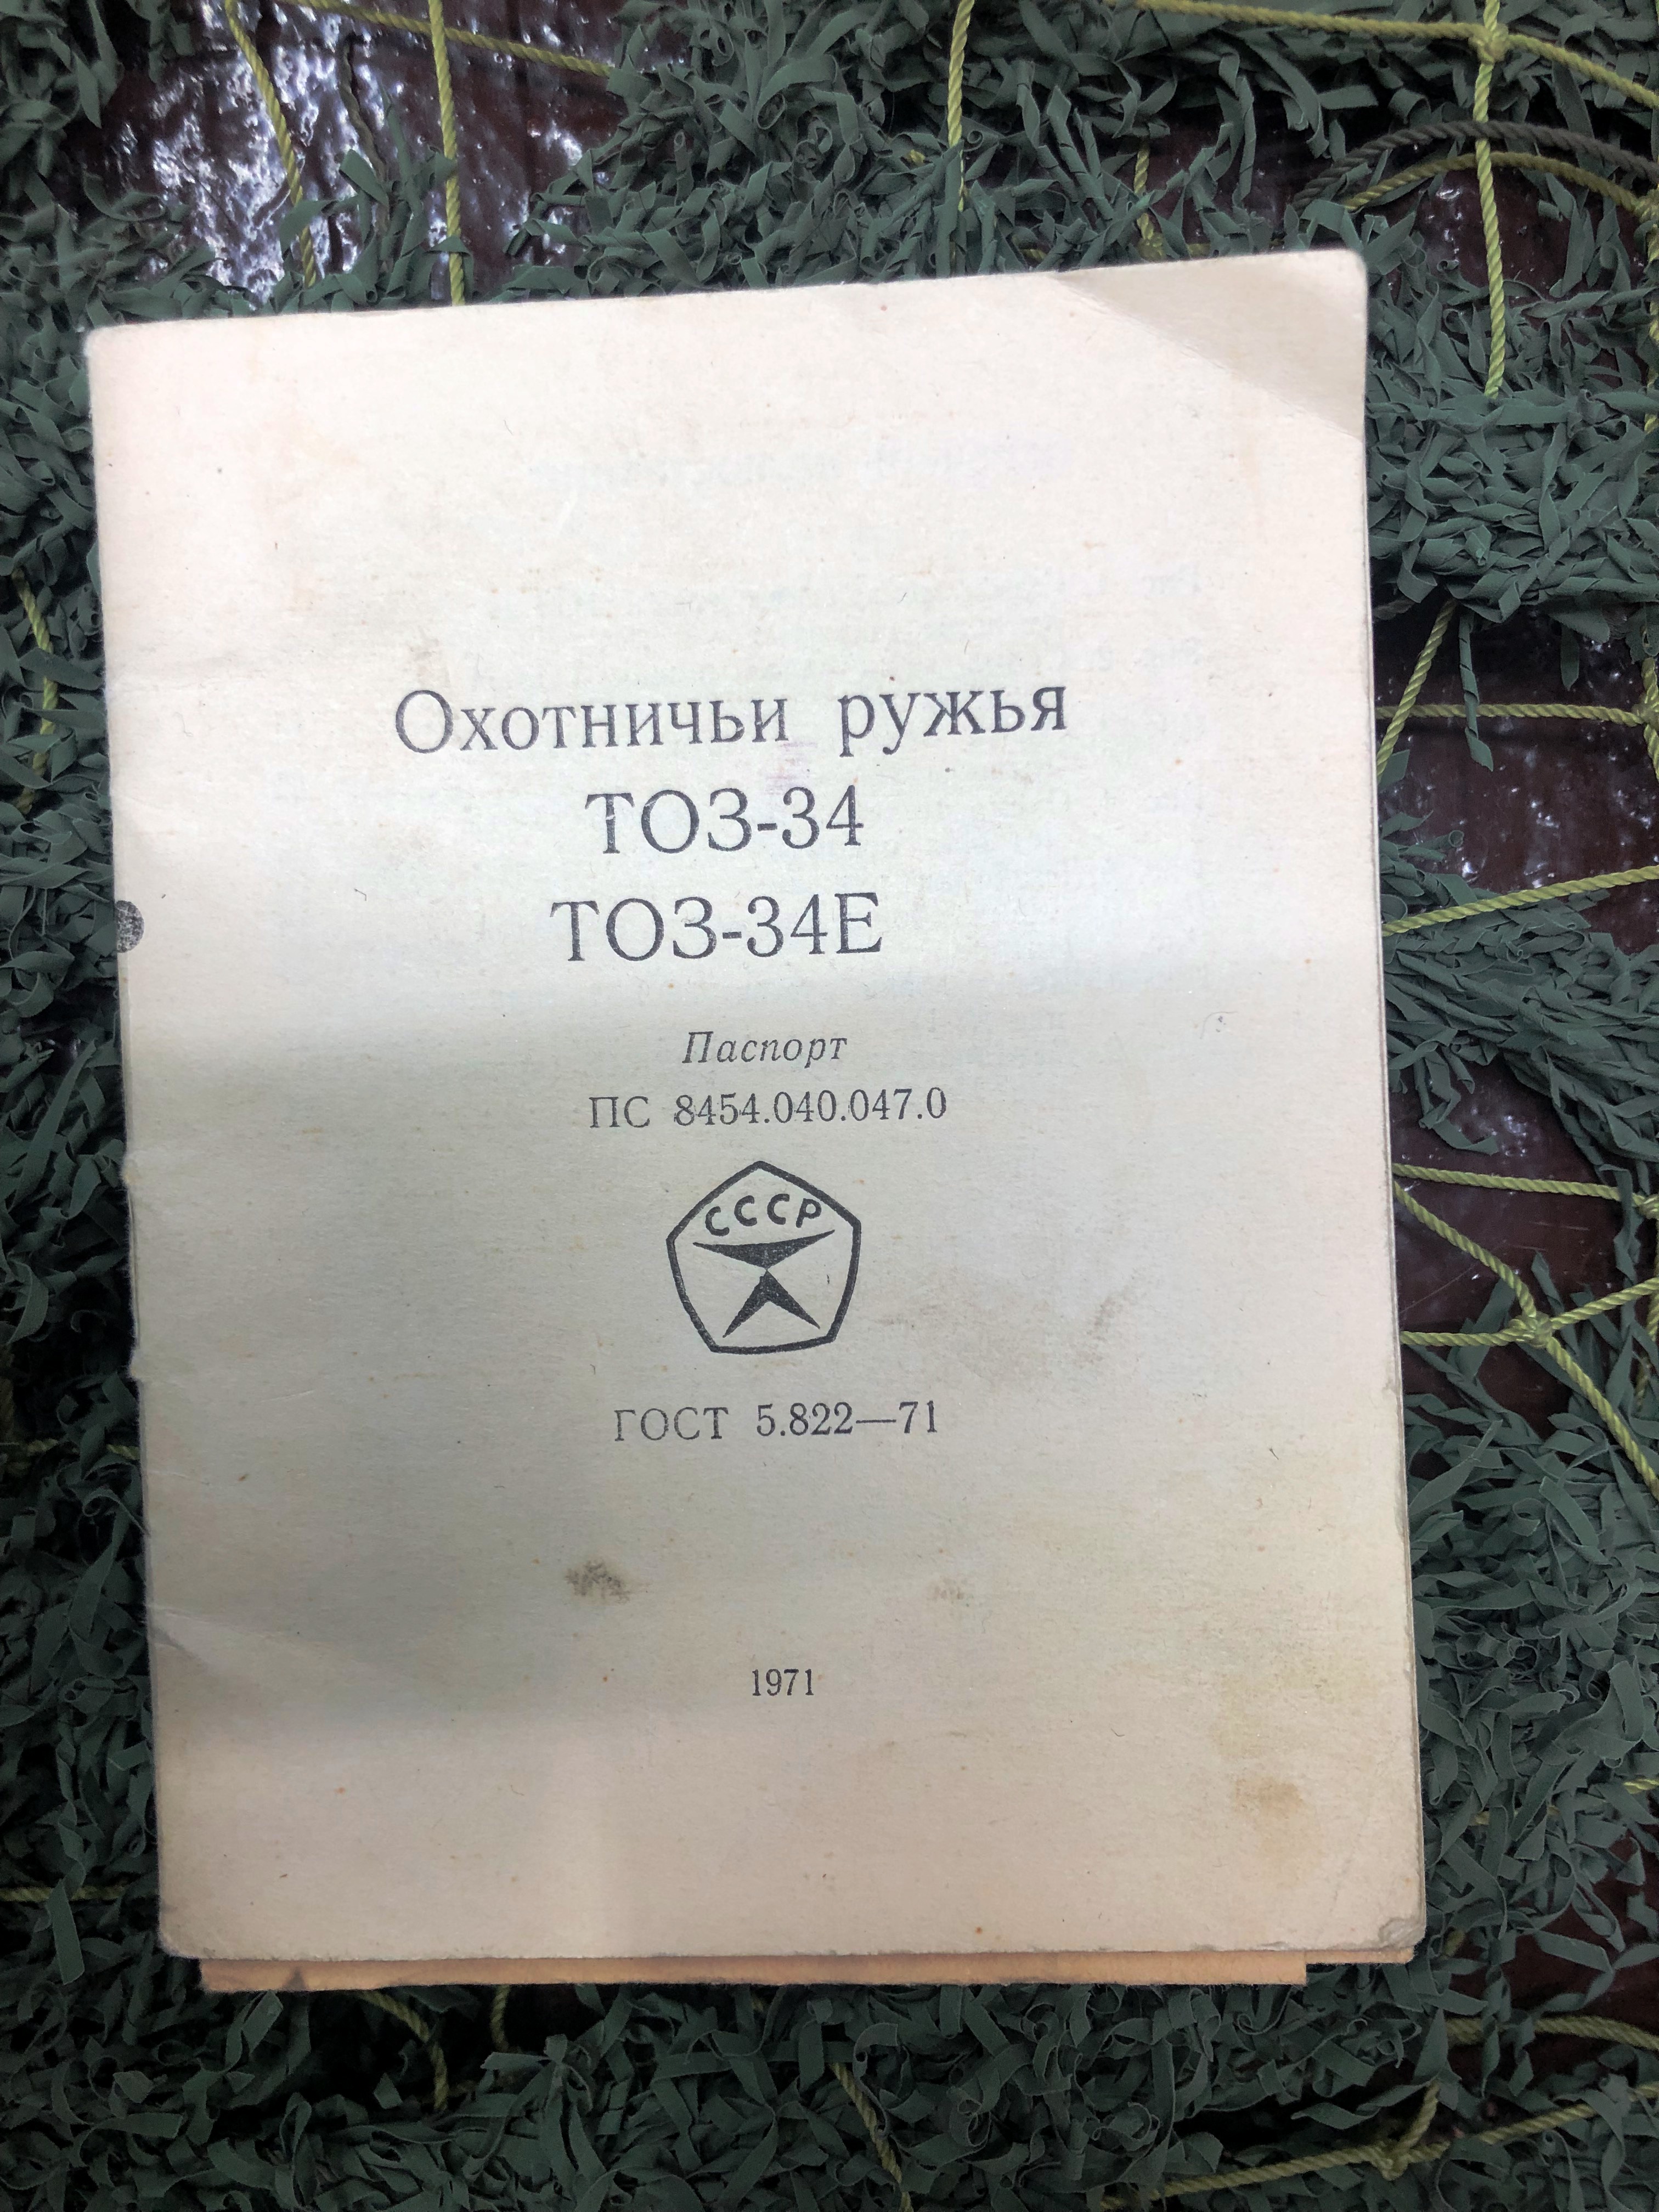 Охотничьи ружья
ТОЗ-34
ТОЗ-34Е
Паспорт
ПС 8454.040.047.0
СССР
ГОСТ 5.822—71
1971